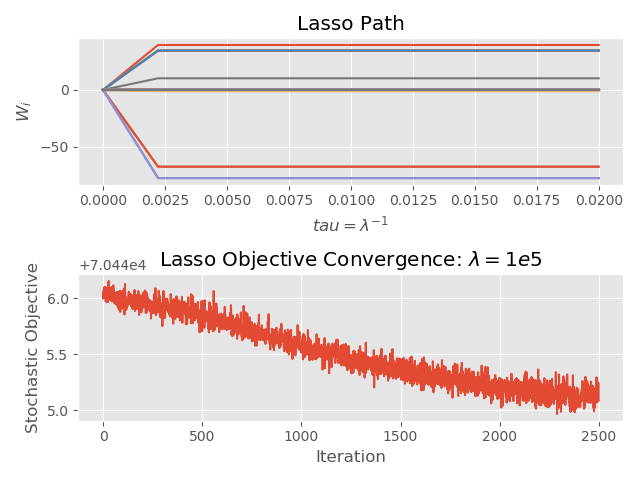 Lasso Path
0
−50
W_i
0.0000 0.0025 0.0050 0.0075 0.0100 0.0125 0.0150 0.0175 0.0200
tau = λ⁻¹
+7.044e4 Lasso Objective Convergence: λ = 1e5
6.0
5.5
5.0
Stochastic Objective
0 500 1000 1500 2000 2500
Iteration